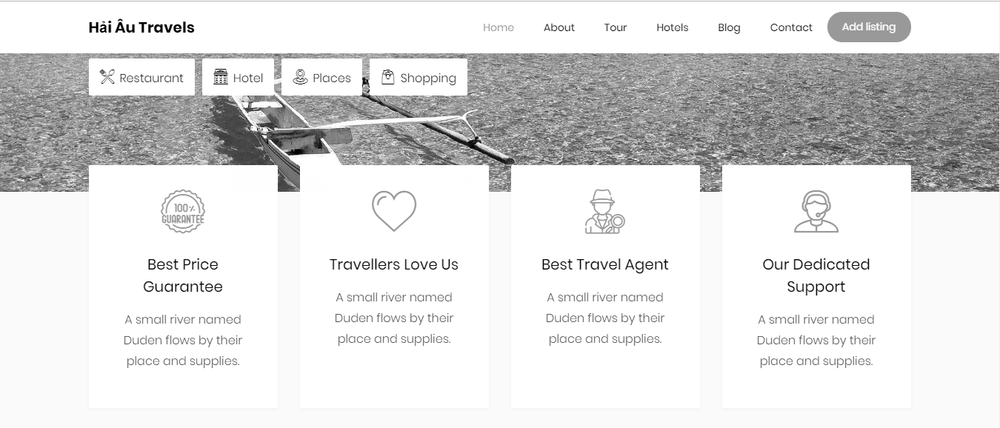 Hải Âu Travels
Home About Tour Hotels Blog Contact Add listing
Restaurant Hotel Places Shopping
100%
GUARANTEE
Best Price
Guarantee
A small river named
Duden flows by their
place and supplies.
Travellers Love Us
A small river named
Duden flows by their
place and supplies.
Best Travel Agent
A small river named
Duden flows by their
place and supplies.
Our Dedicated
Support
A small river named
Duden flows by their
place and supplies.